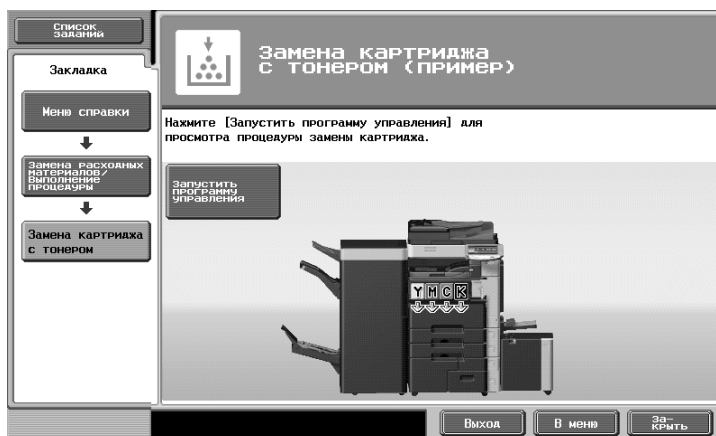 Список
заданий
Закладка
Меню справки
Замена расходных
материалов/
Выполнение
процедуры
Замена картриджа
с тонером
Замена картриджа
с тонером (пример)
Нажмите [Запустить программу управления] для
просмотра процедуры замены картриджа.
Запустить
программу
управления
Y M C K
Выход
В меню
За-
крыть